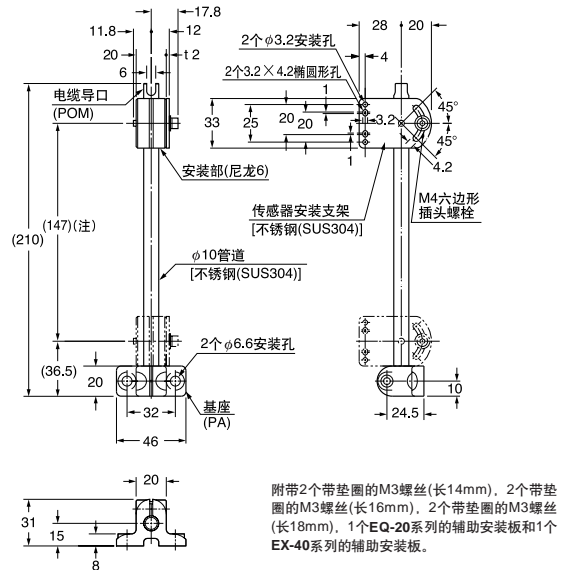 17.8
11.8
12
20
t 2
6
电缆导口
(POM)
安装部(尼龙6)
(147)(注)
(210)
φ10管道
[不锈钢(SUS304)]
2个φ6.6安装孔
(36.5)
20
32
46
基座
(PA)
28
20
2个φ3.2安装孔
4
2个3.2×4.2椭圆形孔
1
45°
45°
33
25
20
20
3.2
1
4.2
M4六边形
插头螺栓
传感器安装支架
[不锈钢(SUS304)]
10
24.5
20
31
15
8
附带2个带垫圈的M3螺丝(长14mm)，2个带垫
圈的M3螺丝(长16mm)，2个带垫圈的M3螺丝
(长18mm)，1个EQ-20系列的辅助安装板和1个
EX-40系列的辅助安装板。